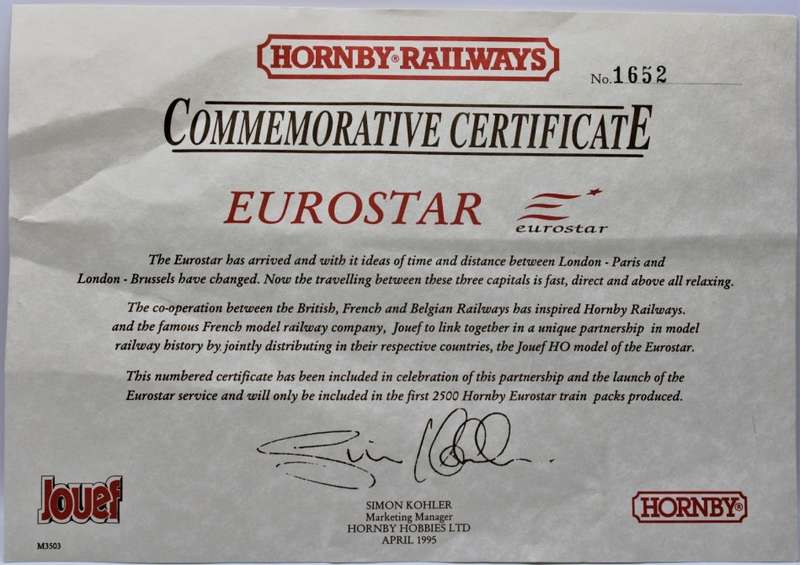 HORNBY® RAILWAYS
No. 1652
COMMEMORATIVE CERTIFICATE
EUROSTAR
eurostar
The Eurostar has arrived and with it ideas of time and distance between London - Paris and
London - Brussels have changed. Now the travelling between these three capitals is fast, direct and above all relaxing.
The co-operation between the British, French and Belgian Railways has inspired Hornby Railways.
and the famous French model railway company, Jouef to link together in a unique partnership in model
railway history by jointly distributing in their respective countries, the Jouef HO model of the Eurostar.
This numbered certificate has been included in celebration of this partnership and the launch of the
Eurostar service and will only be included in the first 2500 Hornby Eurostar train packs produced.
Simon Kohler.
Jouef
SIMON KOHLER
Marketing Manager
HORNBY HOBBIES LTD
APRIL 1995
HORNBY®
M3503